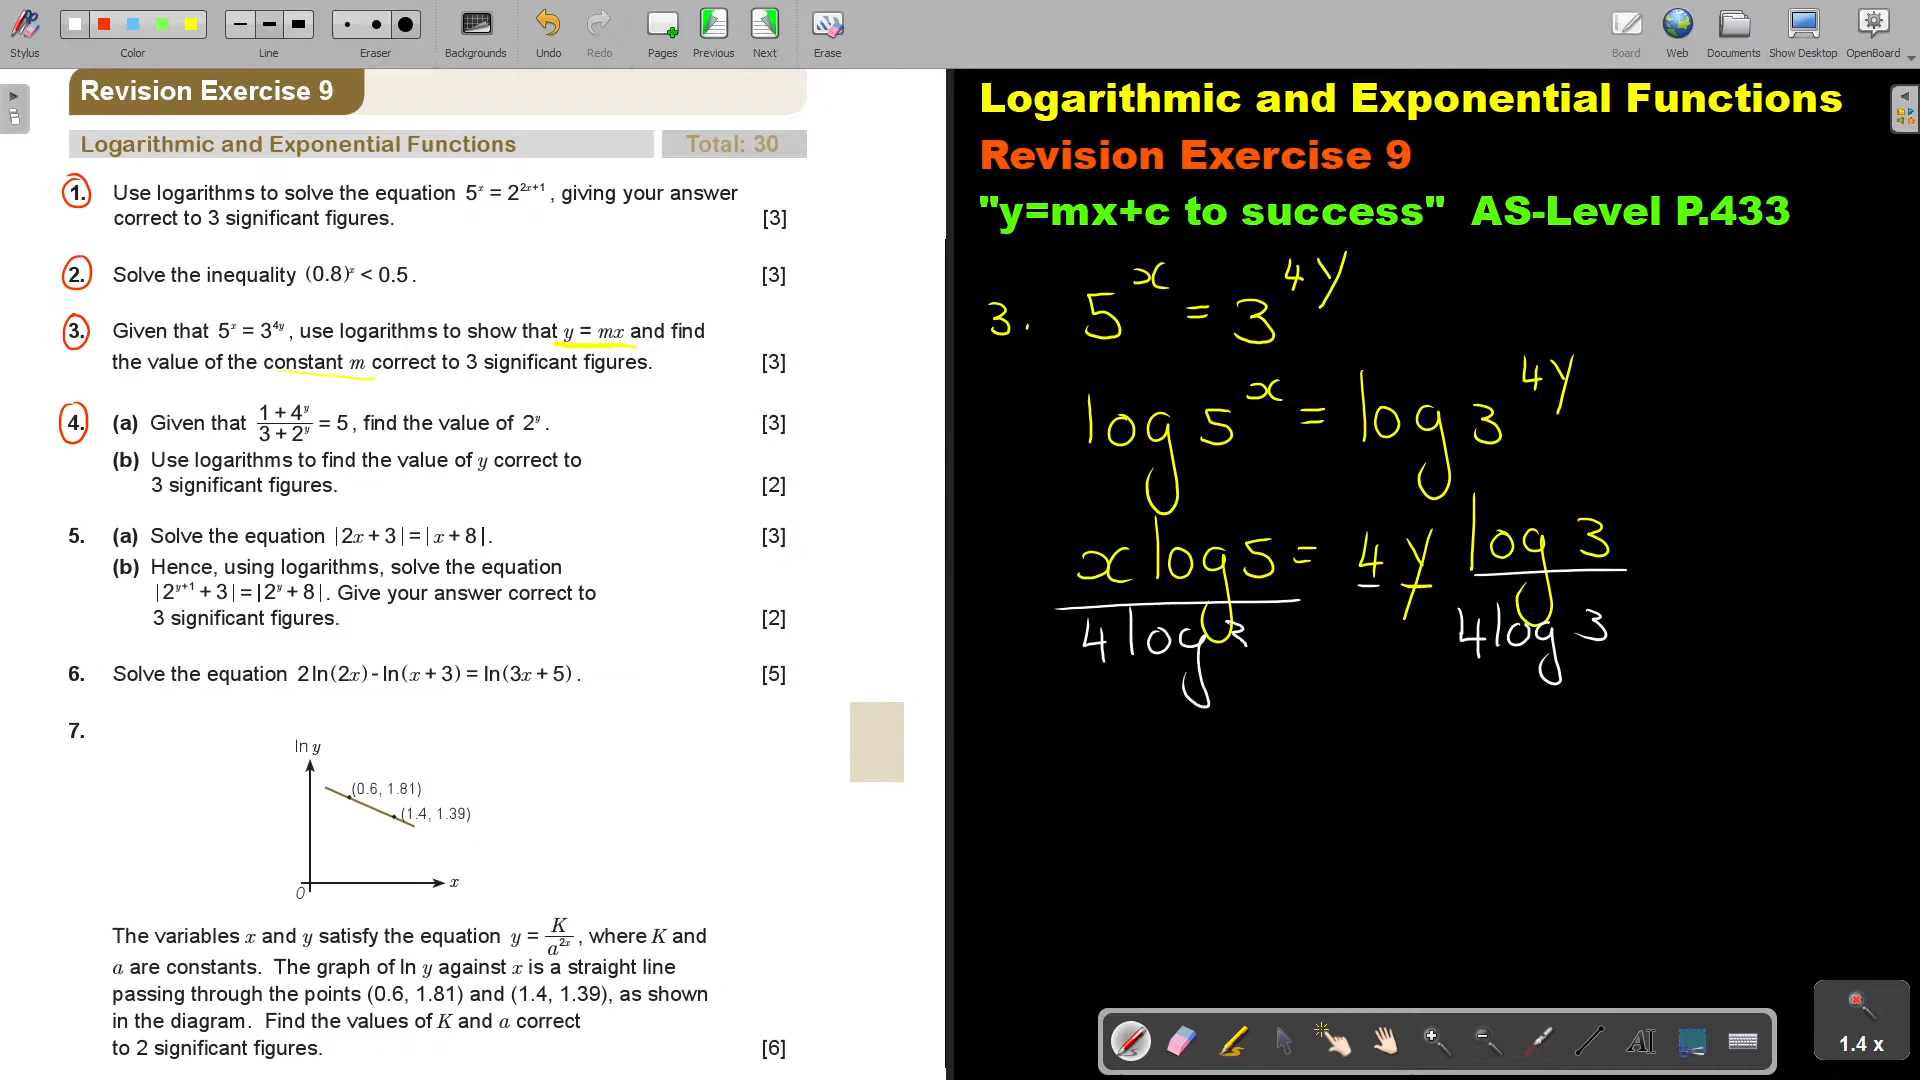 Stylus Color Line Eraser Backgrounds Undo Redo Pages Previous Next Erase Board Web Documents Show Desktop OpenBoard
Revision Exercise 9
Logarithmic and Exponential Functions Total: 30
1. Use logarithms to solve the equation 5^x = 2^{2x+1}, giving your answer
correct to 3 significant figures. [3]
2. Solve the inequality (0.8)^x < 0.5. [3]
3. Given that 5^x = 3^{4y}, use logarithms to show that y = mx and find
the value of the constant m correct to 3 significant figures. [3]
4. (a) Given that (1 + 4^y)/(3 + 2^y) = 5, find the value of 2^y. [3]
(b) Use logarithms to find the value of y correct to
3 significant figures. [2]
5. (a) Solve the equation |2x + 3| = |x + 8|. [3]
(b) Hence, using logarithms, solve the equation
|2^{y+1} + 3| = |2^y + 8|. Give your answer correct to
3 significant figures. [2]
6. Solve the equation 2 ln(2x) - ln(x + 3) = ln(3x + 5). [5]
7.
ln y
(0.6, 1.81)
(1.4, 1.39)
O x
The variables x and y satisfy the equation y = K/a^{2x}, where K and
a are constants. The graph of ln y against x is a straight line
passing through the points (0.6, 1.81) and (1.4, 1.39), as shown
in the diagram. Find the values of K and a correct
to 2 significant figures. [6]
Logarithmic and Exponential Functions
Revision Exercise 9
"y=mx+c to success" AS-Level P.433
3. 5^x = 3^{4y}
log 5^x = log 3^{4y}
x log 5 = 4y log 3
4 log 3 4 log 3
1.4 x